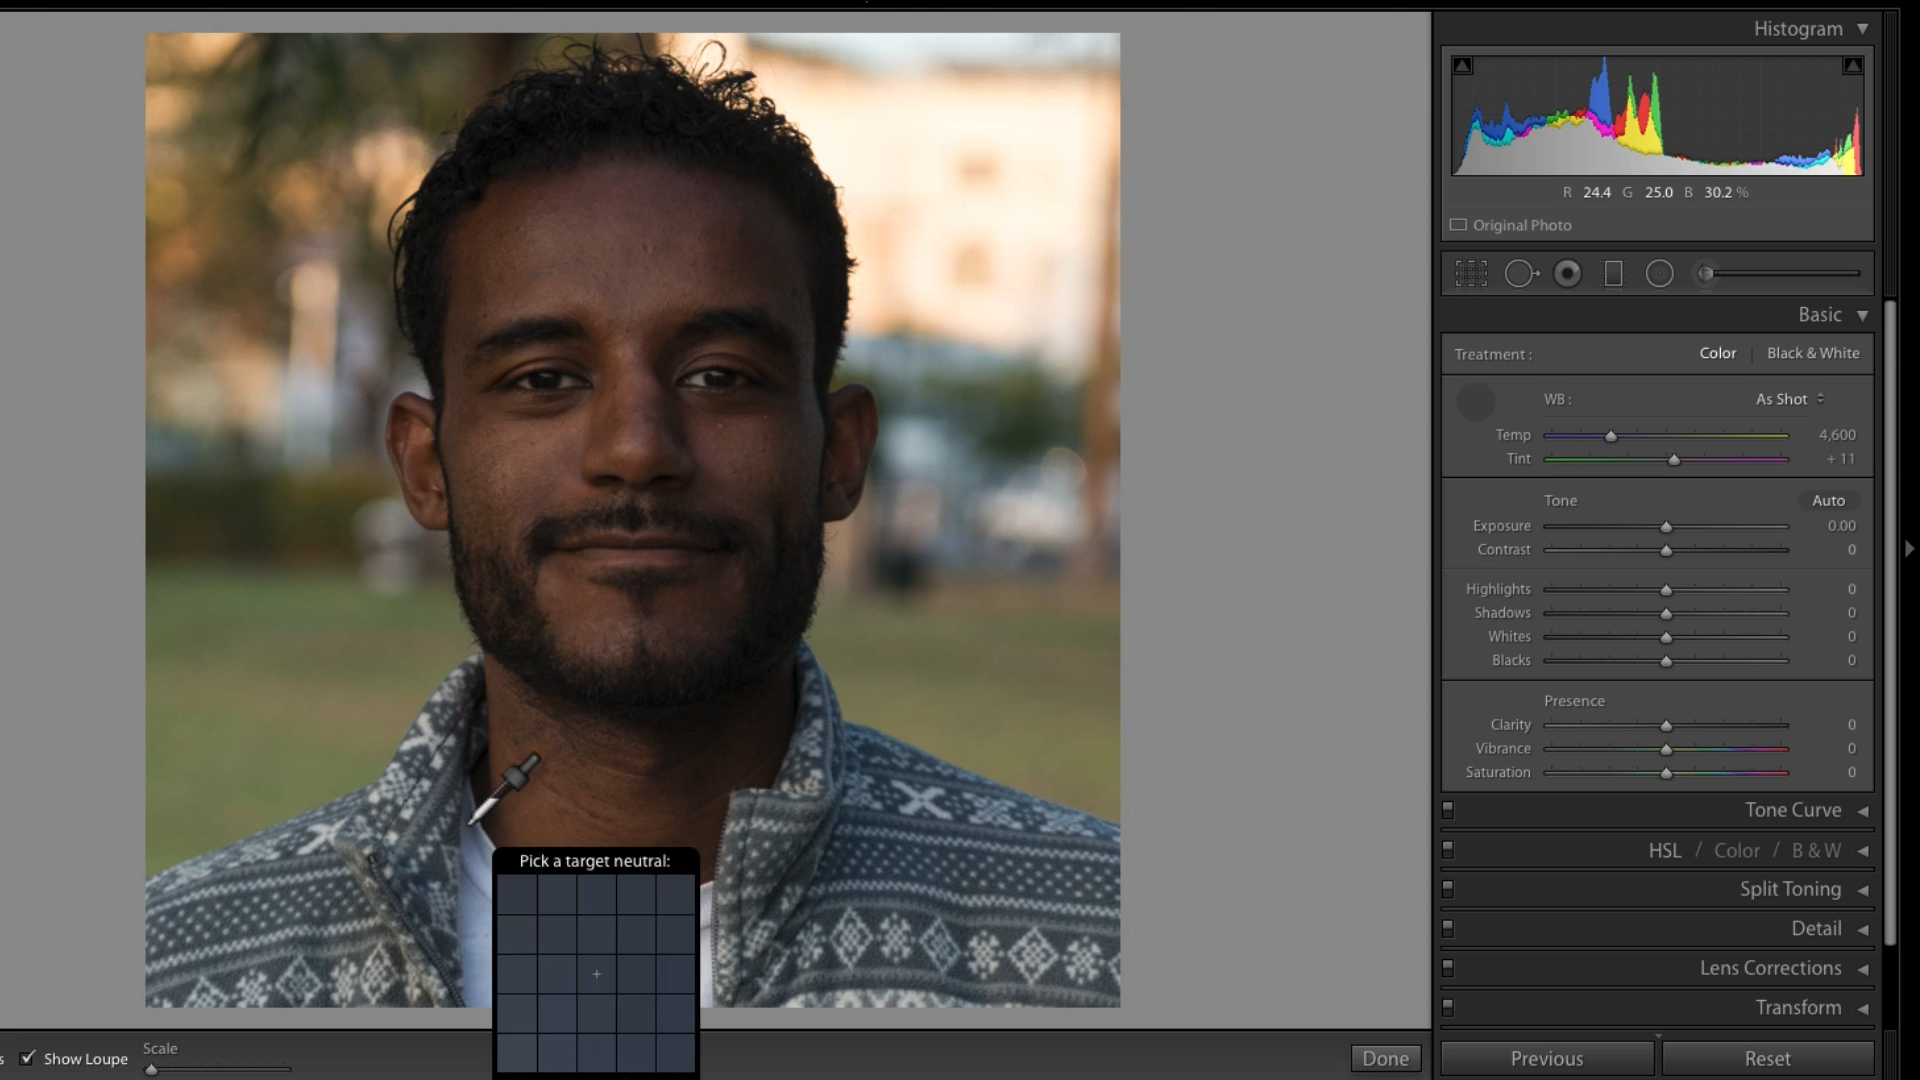 Histogram
R 24.4 G 25.0 B 30.2 %
Original Photo
Basic
Treatment : Color Black & White
WB : As Shot
Temp 4,600
Tint + 11
Tone Auto
Exposure 0.00
Contrast 0
Highlights 0
Shadows 0
Whites 0
Blacks 0
Presence
Clarity 0
Vibrance 0
Saturation 0
Tone Curve
HSL / Color / B & W
Split Toning
Detail
Lens Corrections
Transform
Pick a target neutral:
s Show Loupe Scale
Done
Previous Reset